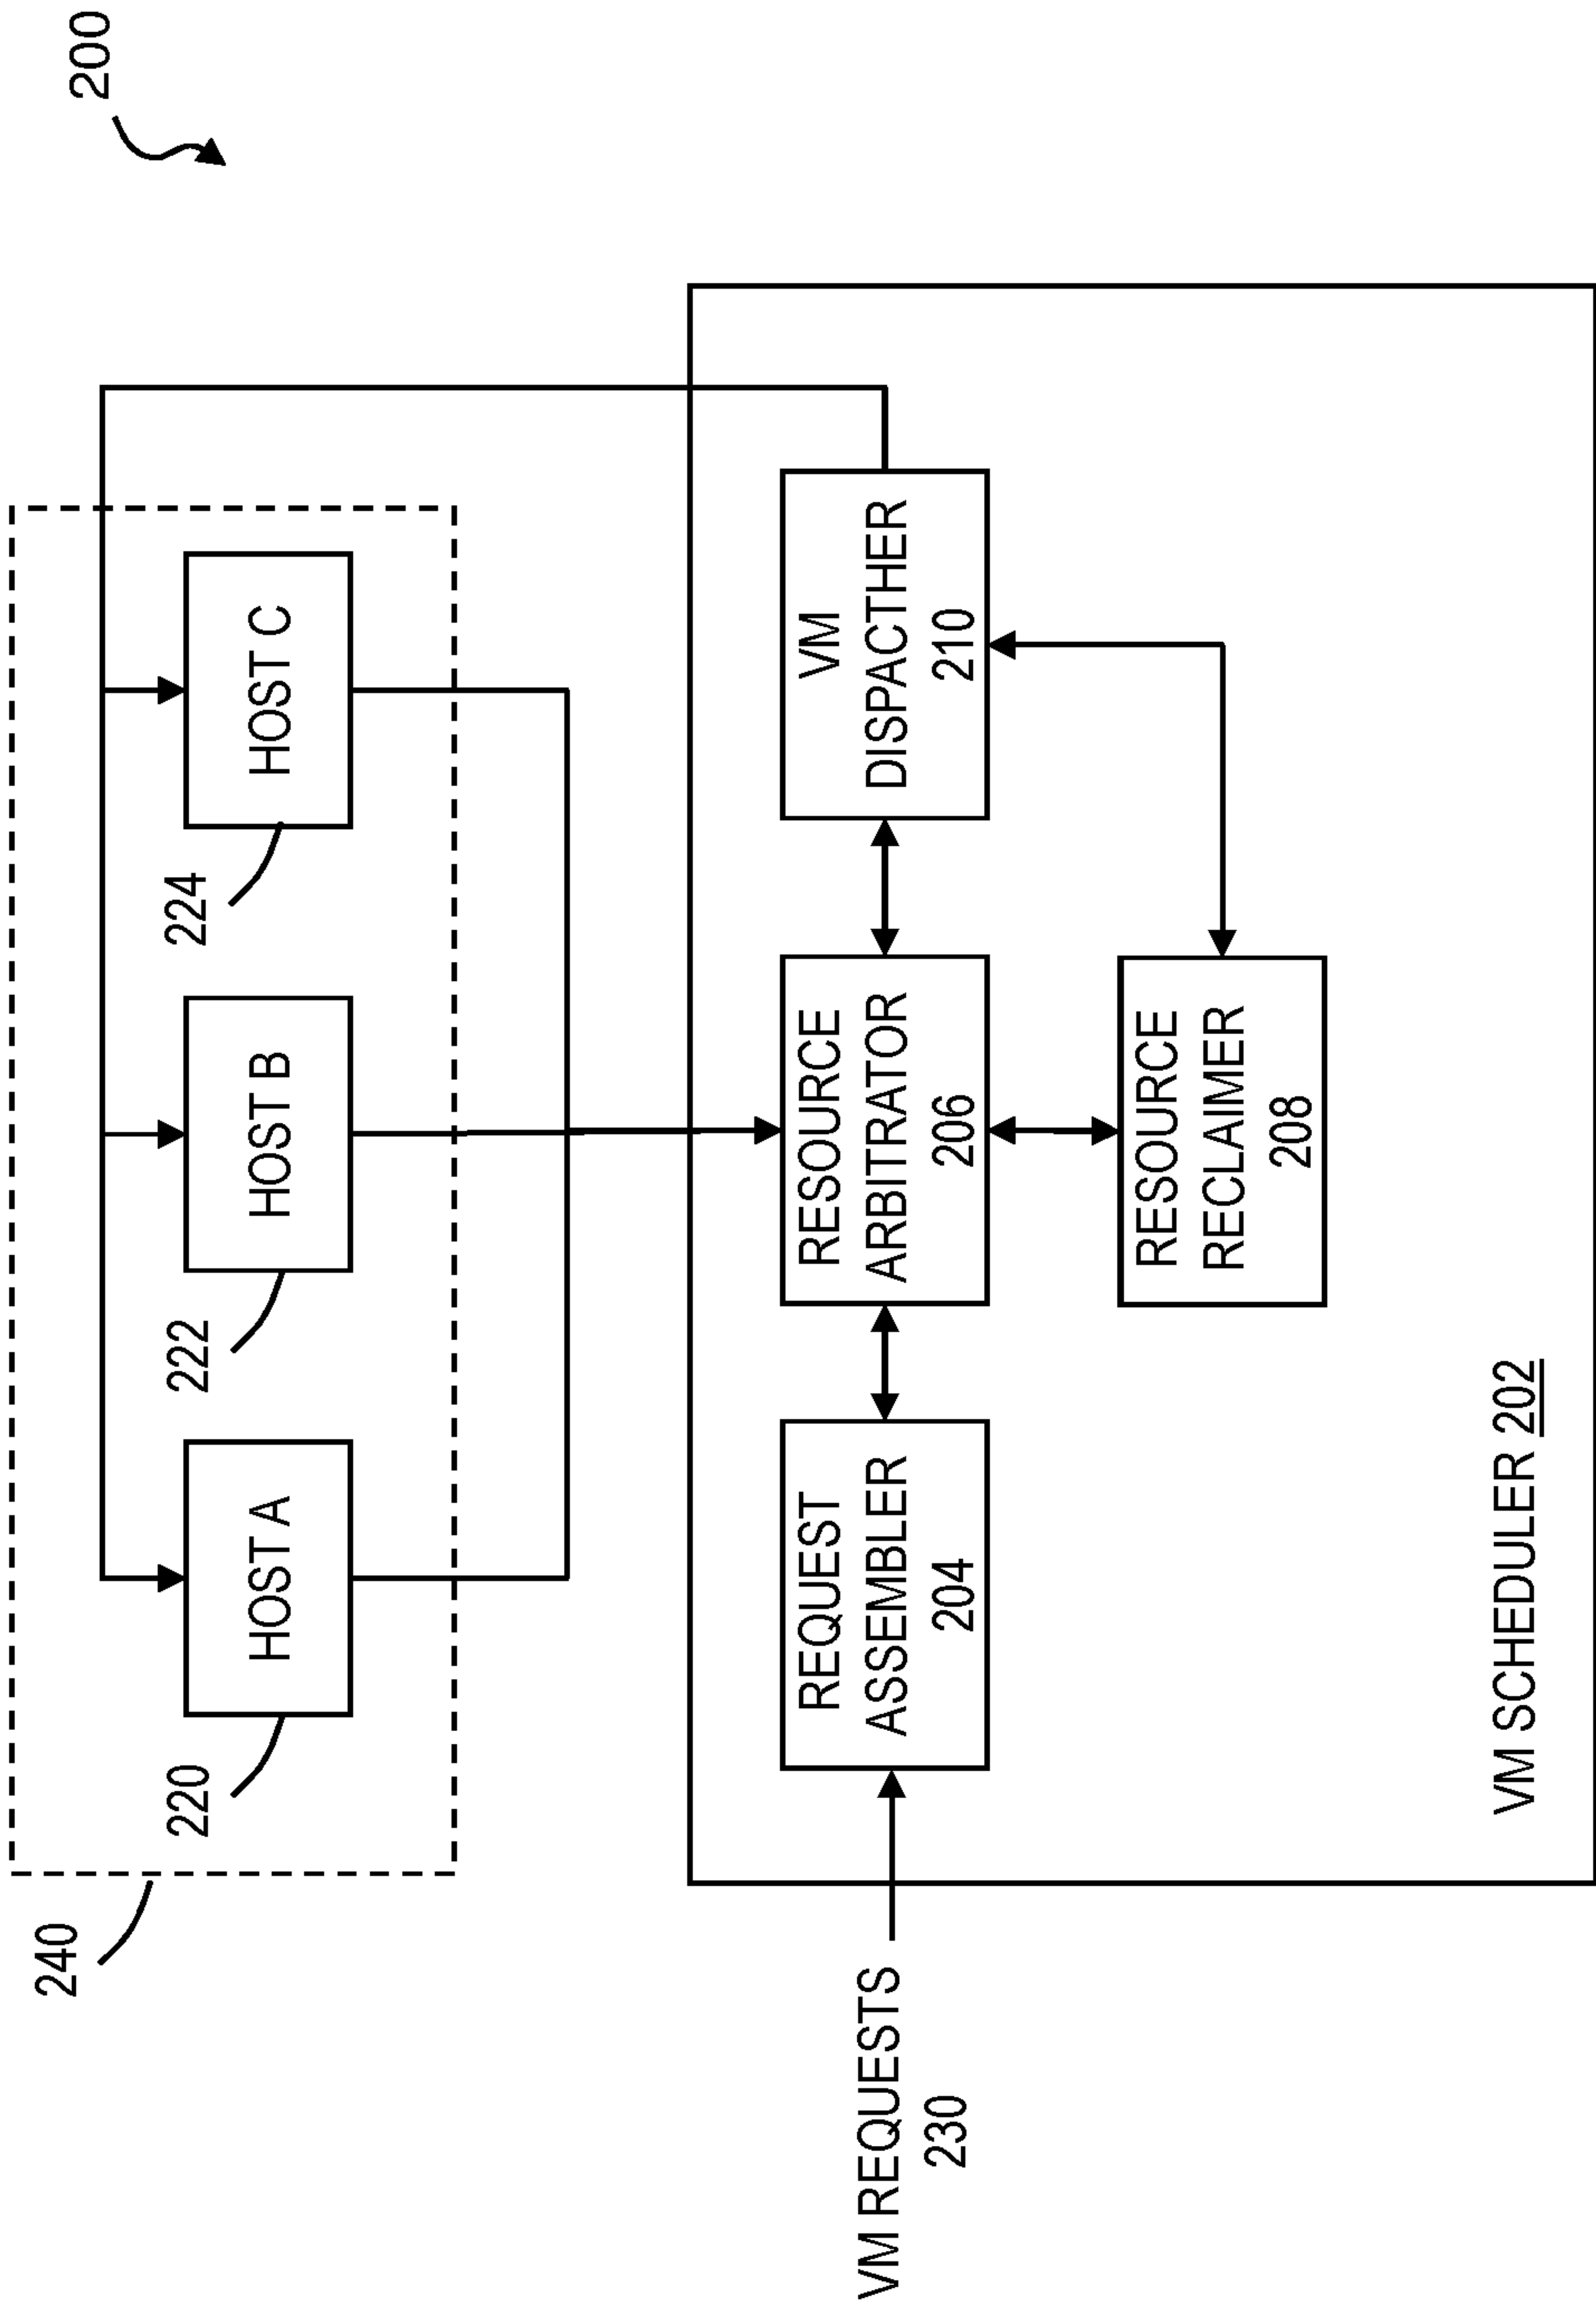 200
240
220
HOST A
222
HOST B
224
HOST C
VM REQUESTS
230
REQUEST
ASSEMBLER
204
RESOURCE
ARBITRATOR
206
VM
DISPACTHER
210
RESOURCE
RECLAIMER
208
VM SCHEDULER 202